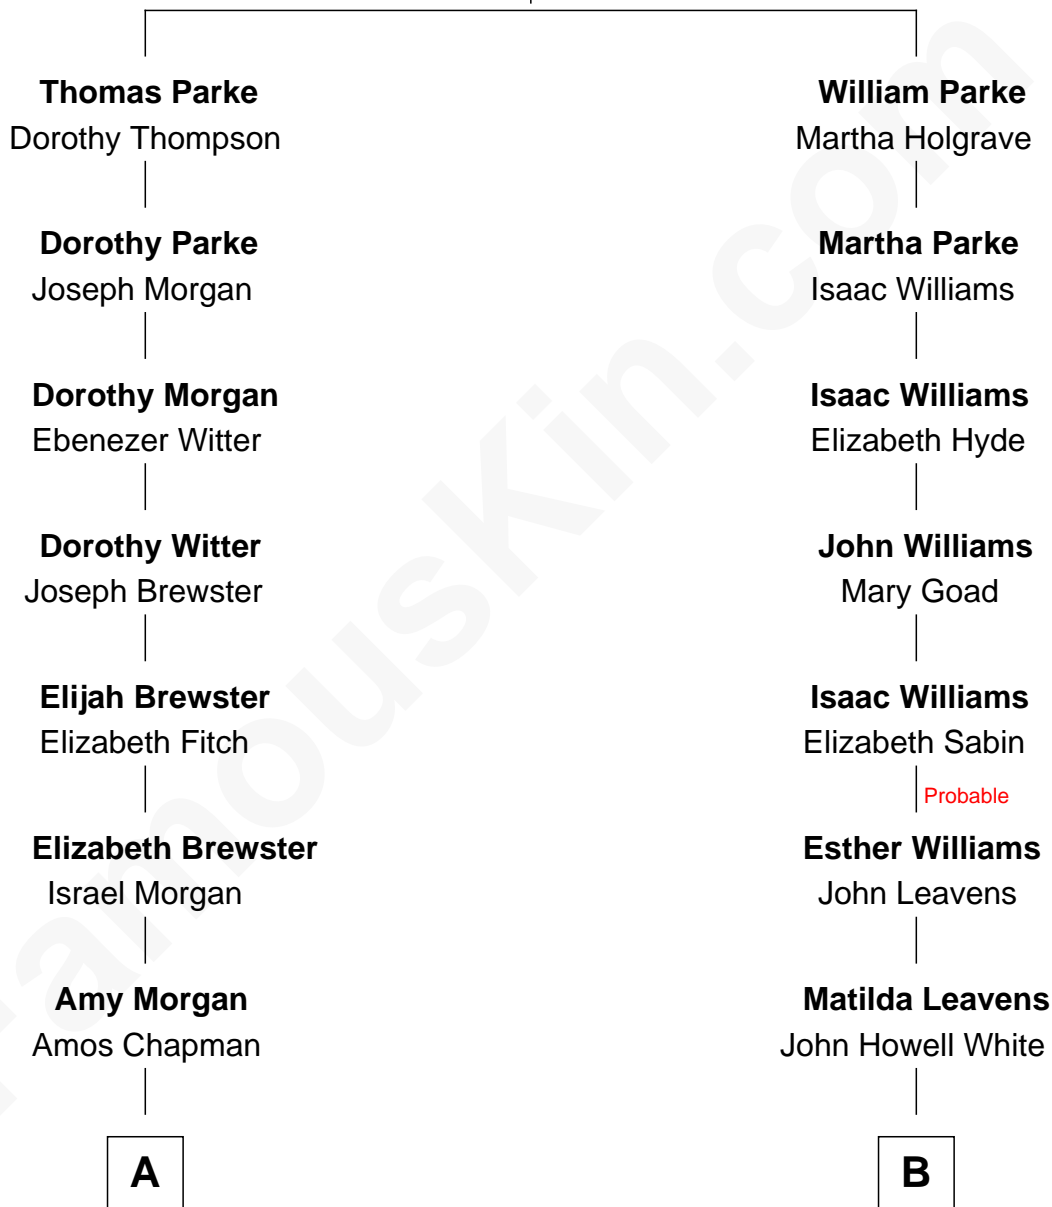 Thomas Parke
Dorothy Thompson
Dorothy Parke
Joseph Morgan
Dorothy Morgan
Ebenezer Witter
Dorothy Witter
Joseph Brewster
Elijah Brewster
Elizabeth Fitch
Elizabeth Brewster
Israel Morgan
Amy Morgan
Amos Chapman
A
William Parke
Martha Holgrave
Martha Parke
Isaac Williams
Isaac Williams
Elizabeth Hyde
John Williams
Mary Goad
Isaac Williams
Elizabeth Sabin
Probable
Esther Williams
John Leavens
Matilda Leavens
John Howell White
B
FamousKin.com